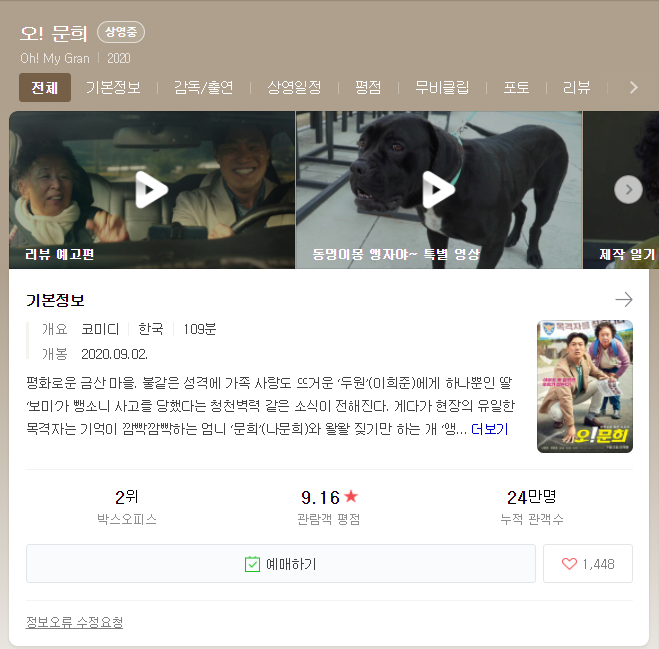 오! 문희 상영중
Oh! My Gran 2020
전체 기본정보 감독/출연 상영일정 평점 무비클립 포토 리뷰
리뷰 예고편
동명이몽 앵자야~ 특별 영상
제작 일기
기본정보
개요 코미디 한국 109분
개봉 2020.09.02.
평화로운 금산 마을. 불같은 성격에 가족 사랑도 뜨거운 '두원'(이희준)에게 하나뿐인 딸
'보미'가 뺑소니 사고를 당했다는 청천벽력 같은 소식이 전해진다. 게다가 현장의 유일한
목격자는 기억이 깜빡깜빡하는 엄니 '문희'(나문희)와 왈왈 짖기만 하는 개 '앵... 더보기
목격자를
오!문희
2위
박스오피스
9.16
관람객 평점
24만명
누적 관객수
예매하기
1,448
정보오류 수정요청